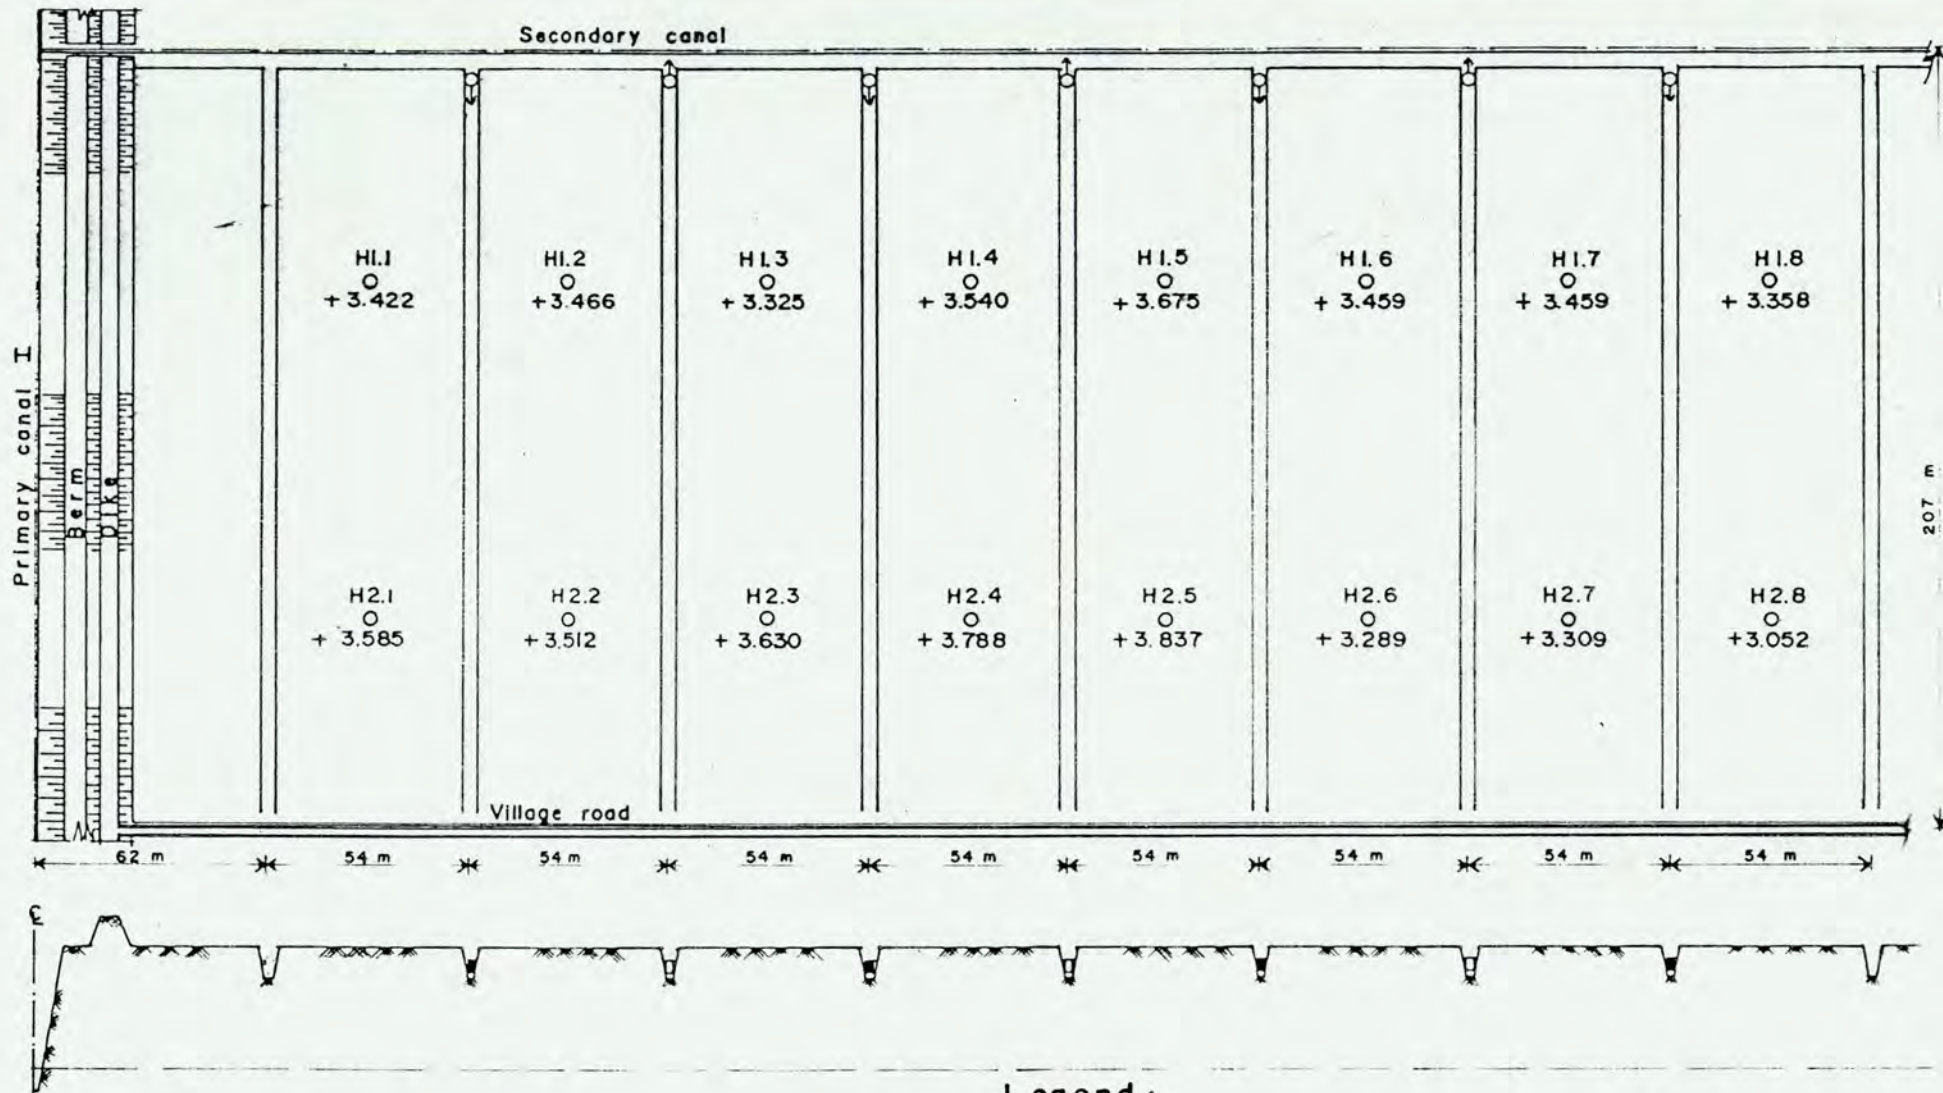 Secondary canal
H1.1
+ 3.422
H1.2
+ 3.466
H1.3
+ 3.325
H1.4
+ 3.540
H1.5
+ 3.675
H1.6
+ 3.459
H1.7
+ 3.459
H1.8
+ 3.358
Primary canal I
Berm
Dike
207 m
H2.1
+ 3.585
H2.2
+ 3.512
H2.3
+ 3.630
H2.4
+ 3.788
H2.5
+ 3.837
H2.6
+ 3.289
H2.7
+ 3.309
H2.8
+ 3.052
Village road
62 m 54 m 54 m 54 m 54 m 54 m 54 m 54 m 54 m
℄
Legend: